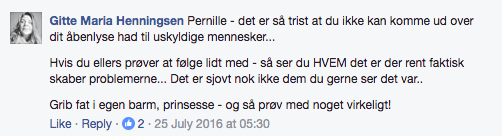 Gitte Maria Henningsen Pernille - det er så trist at du ikke kan komme ud over
dit åbenlyse had til uskyldige mennesker...
Hvis du ellers prøver at følge lidt med - så ser du HVEM det er der rent faktisk
skaber problemerne... Det er sjovt nok ikke dem du gerne ser det var..
Grib fat i egen barm, prinsesse - og så prøv med noget virkeligt!
Like · Reply · 2 · 25 July 2016 at 05:30